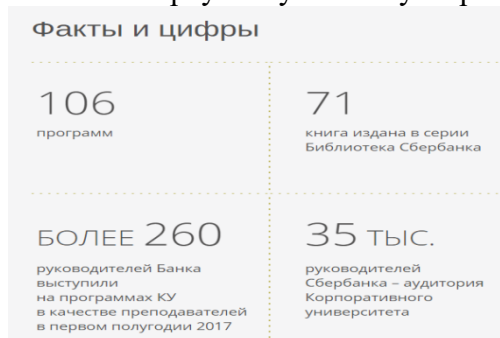 Факты и цифры
106
программ
71
книга издана в серии
Библиотека Сбербанка
БОЛЕЕ 260
руководителей Банка
выступили
на программах КУ
в качестве преподавателей
в первом полугодии 2017
35 ТЫС.
руководителей
Сбербанка – аудитория
Корпоративного
университета